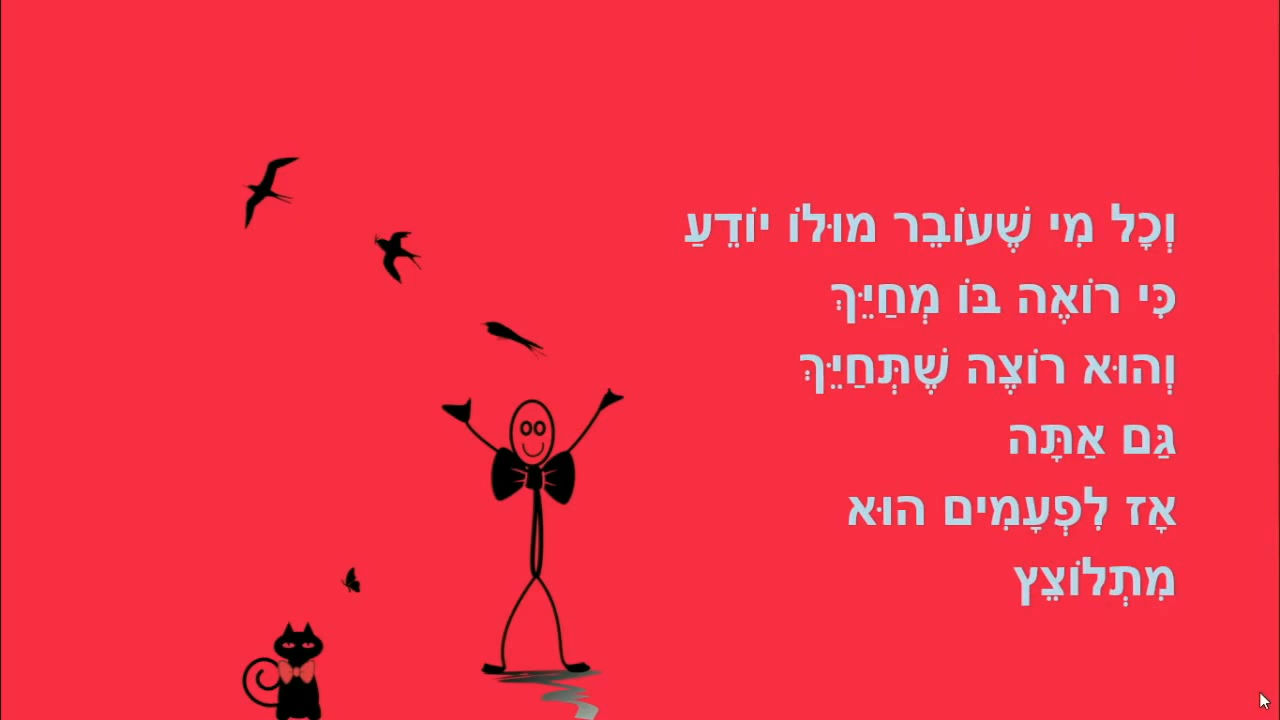 וְכָל מִי שֶׁעוֹבֵר מוּלוֹ יוֹדֵעַ
כִּי רוֹאֶה בּוֹ מְחַיֵּךְ
וְהוּא רוֹצֶה שֶׁתְּחַיֵּךְ
גַּם אַתָּה
אָז לִפְעָמִים הוּא
מִתְלוֹצֵץ